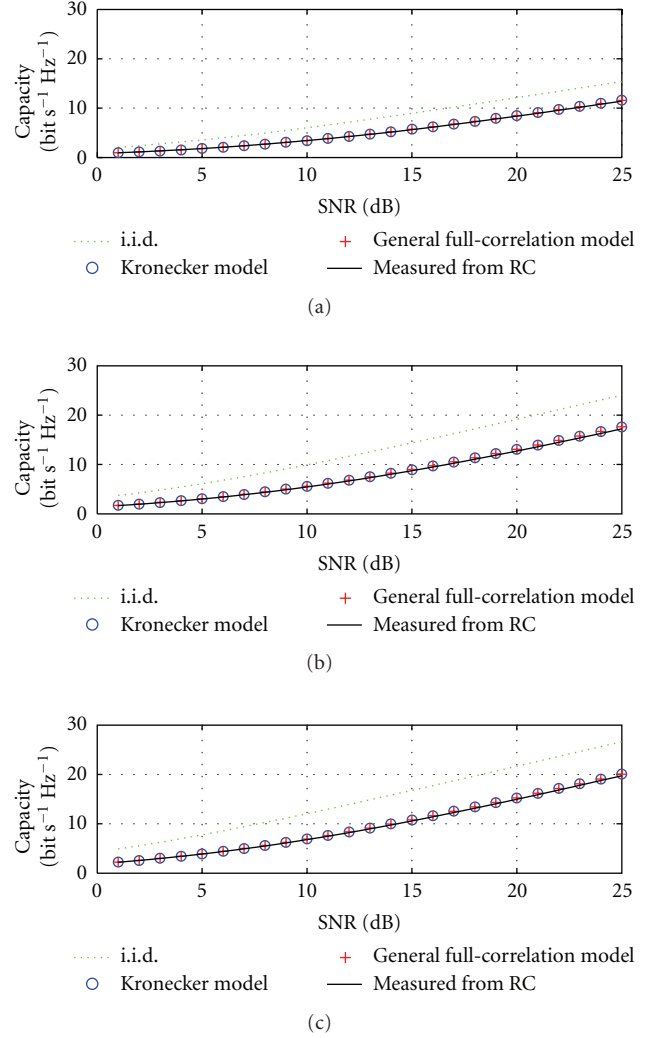 30
20
10
0
Capacity
(bit s⁻¹ Hz⁻¹)
0 5 10 15 20 25
SNR (dB)
i.i.d.
General full-correlation model
Kronecker model
Measured from RC
(a)
30
20
10
0
Capacity
(bit s⁻¹ Hz⁻¹)
0 5 10 15 20 25
SNR (dB)
i.i.d.
General full-correlation model
Kronecker model
Measured from RC
(b)
30
20
10
0
Capacity
(bit s⁻¹ Hz⁻¹)
0 5 10 15 20 25
SNR (dB)
i.i.d.
General full-correlation model
Kronecker model
Measured from RC
(c)